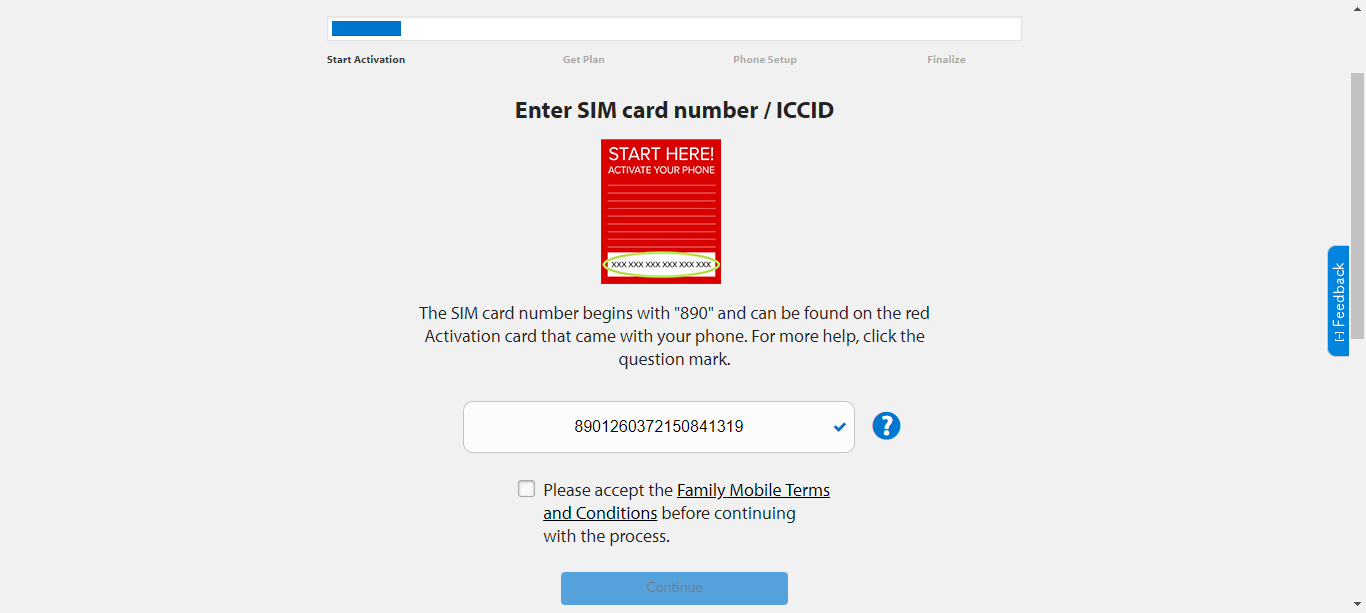 Start Activation
Get Plan
Phone Setup
Finalize
Enter SIM card number / ICCID
START HERE!
ACTIVATE YOUR PHONE
XXX XXX XXX XXX XXX XXX
The SIM card number begins with "890" and can be found on the red
Activation card that came with your phone. For more help, click the
question mark.
8901260372150841319
?
Please accept the Family Mobile Terms
and Conditions before continuing
with the process.
Continue
[-] Feedback